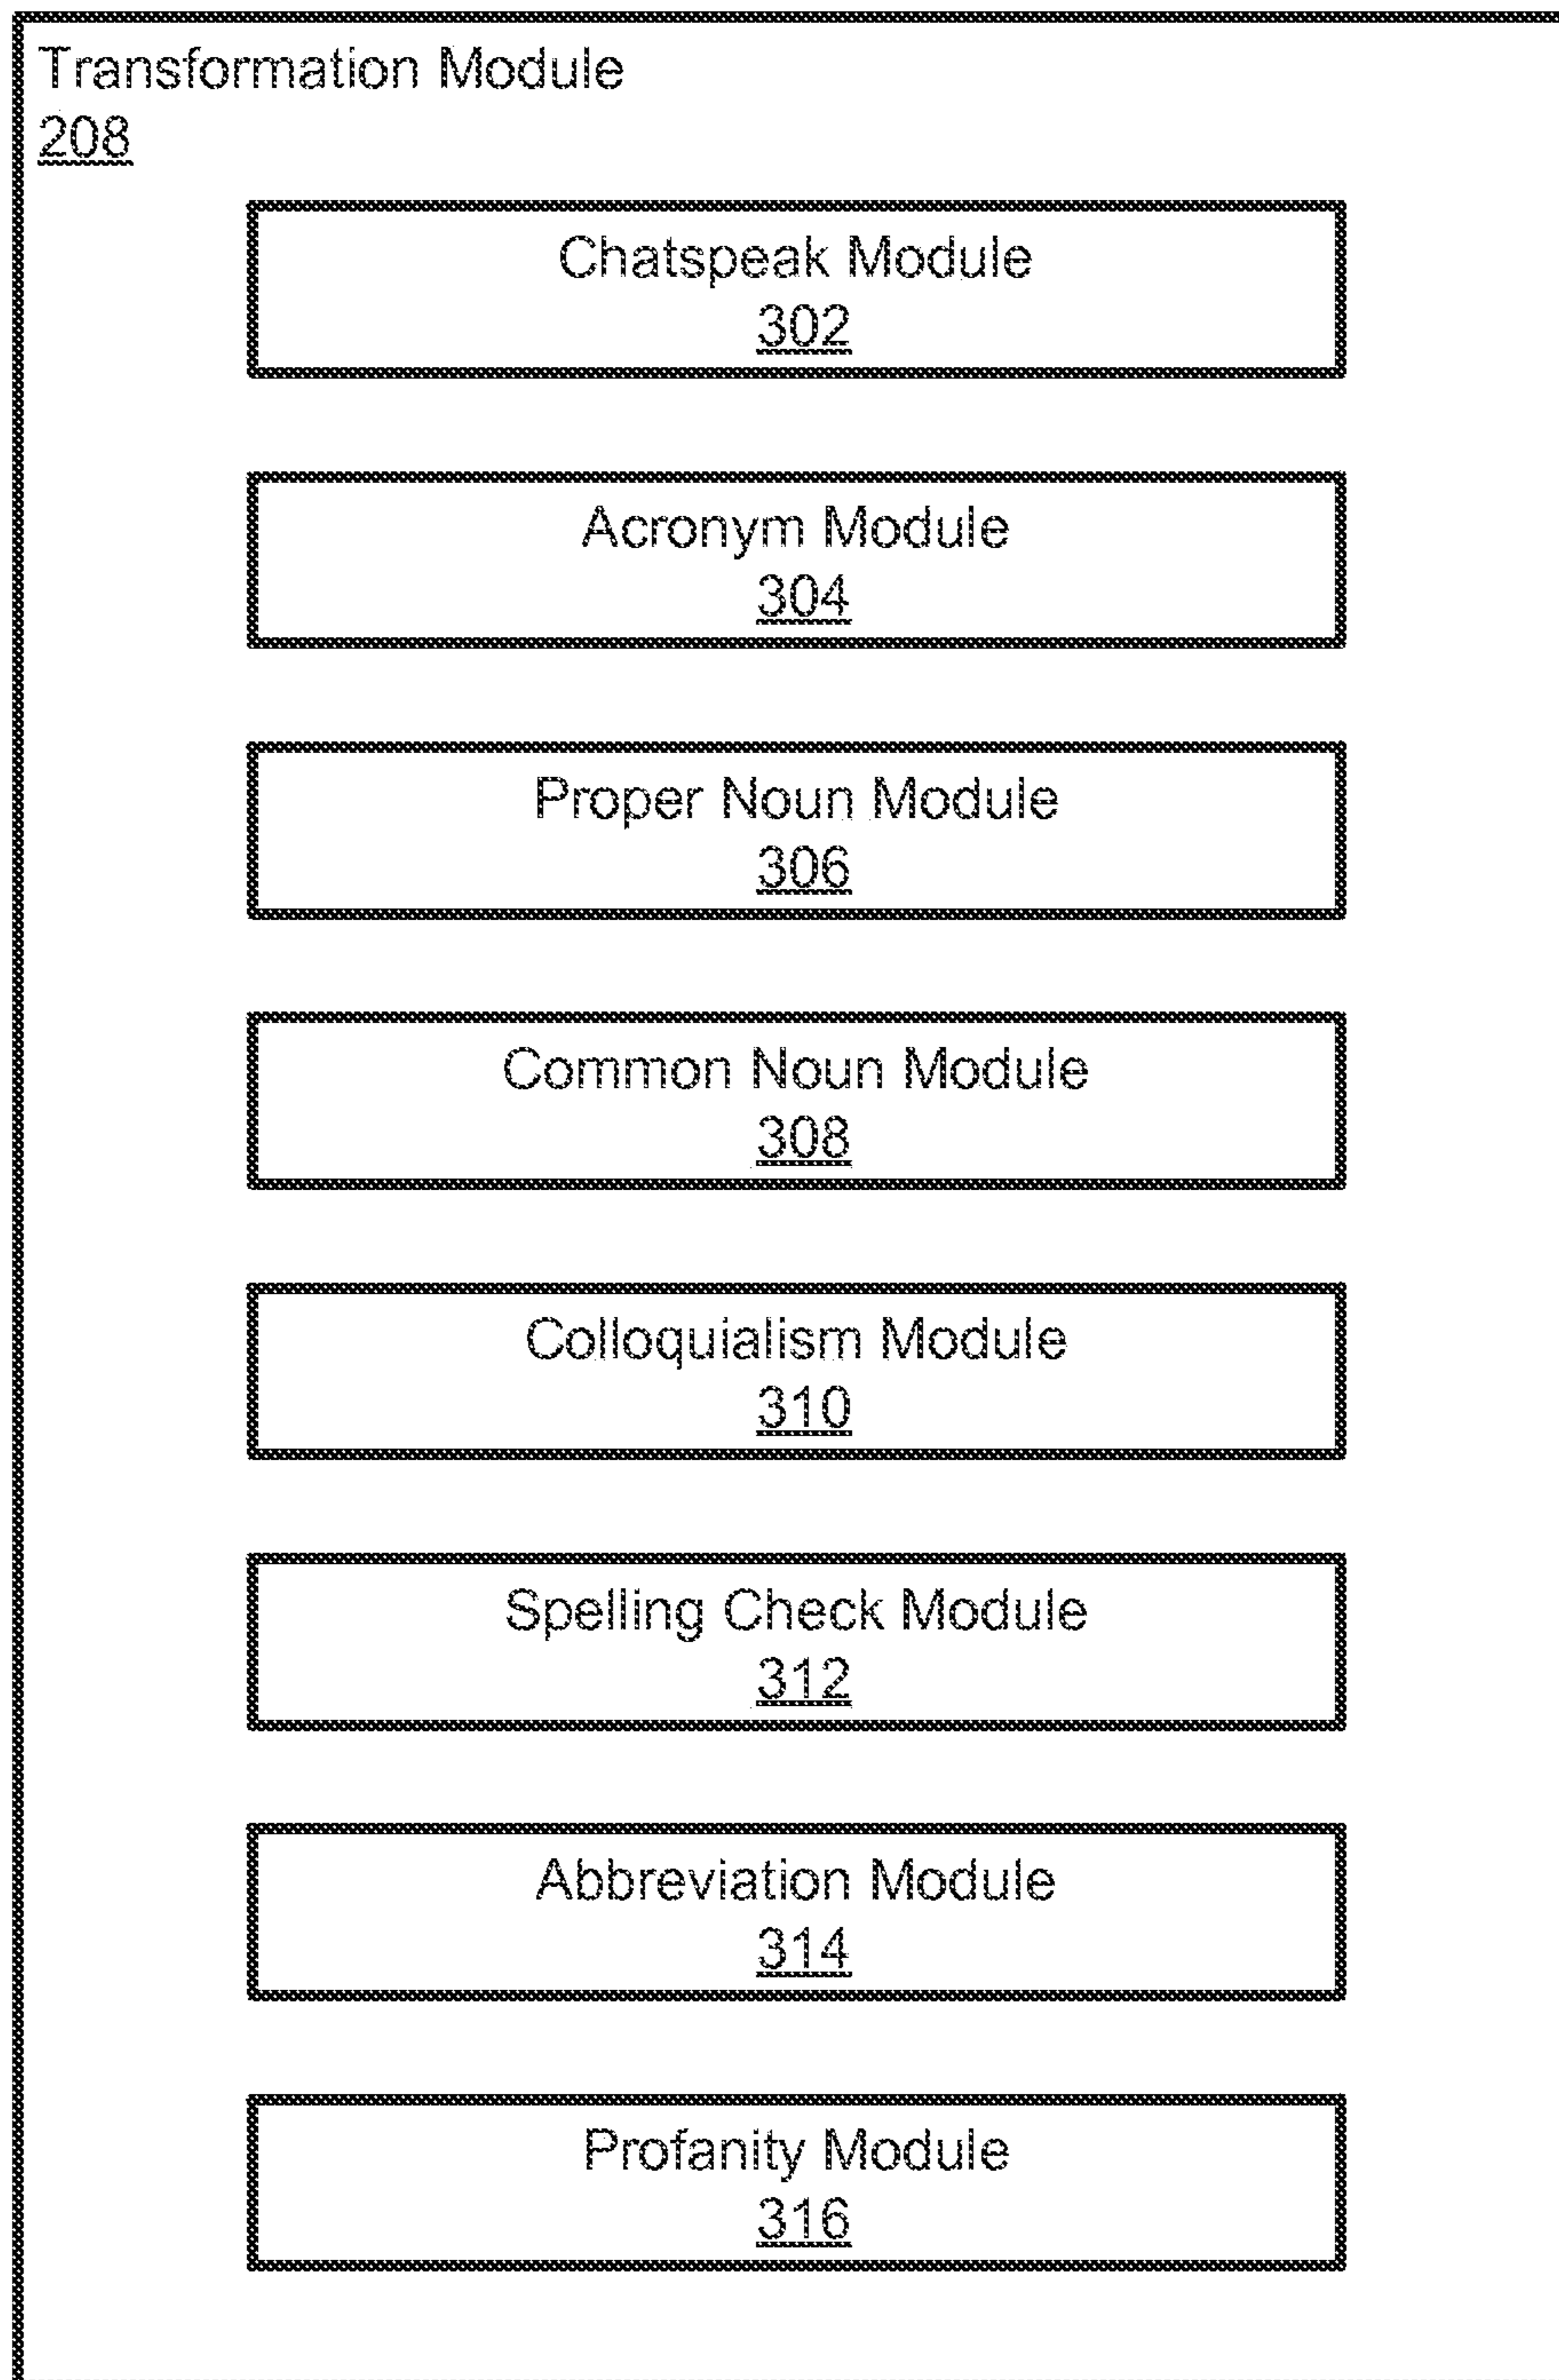 Transformation Module
208
Chatspeak Module
302
Acronym Module
304
Proper Noun Module
306
Common Noun Module
308
Colloquialism Module
310
Spelling Check Module
312
Abbreviation Module
314
Profanity Module
316